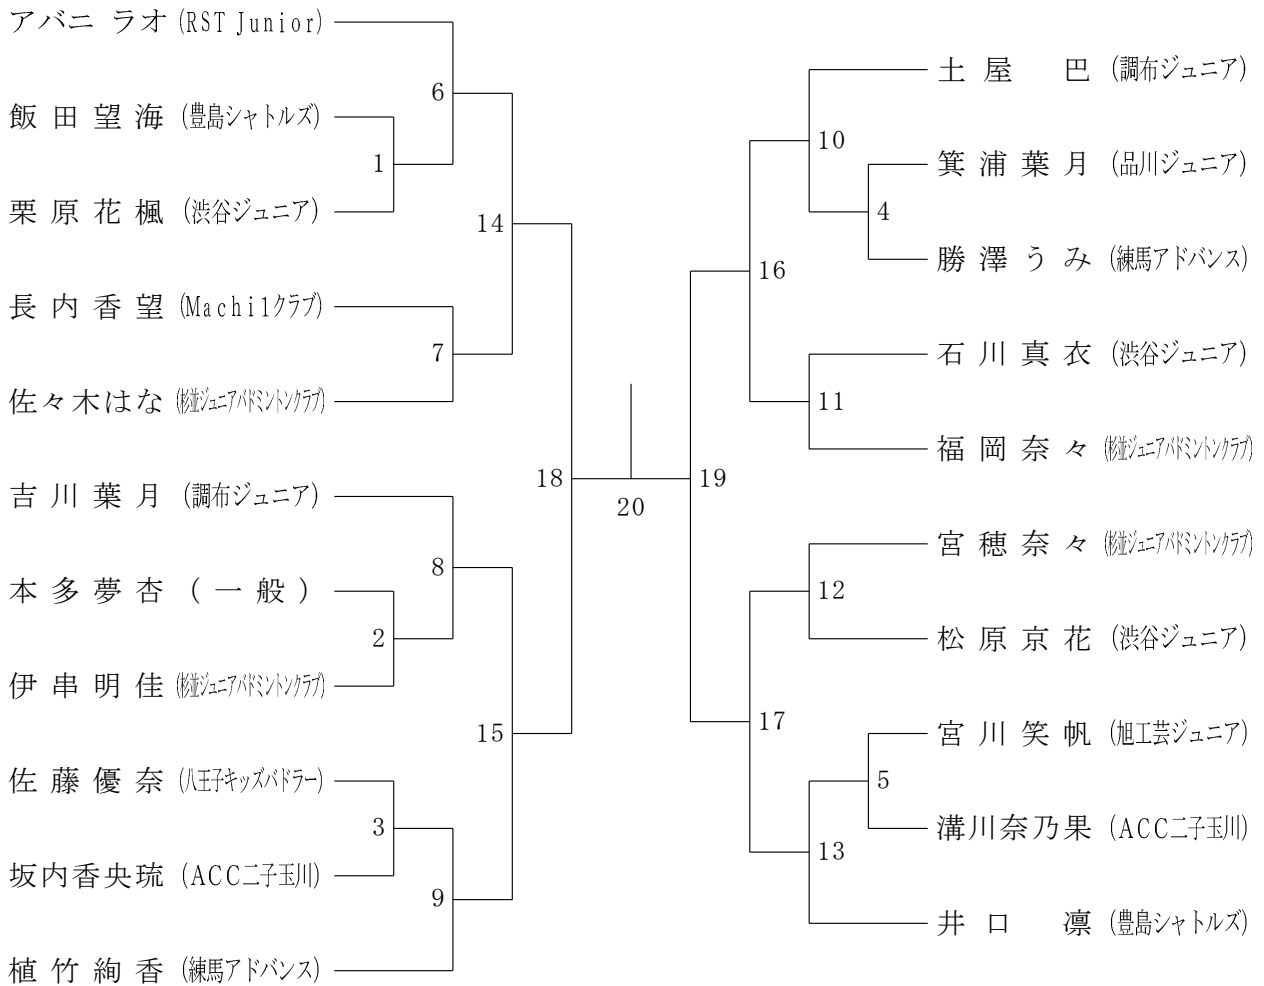 アバニ ラオ (RST Junior)
6
飯田望海 (豊島シャトルズ)
1
栗原花楓 (渋谷ジュニア)
14
長内香望 (Machi1クラブ)
7
佐々木はな (杉並ジュニアバドミントンクラブ)
18
吉川葉月 (調布ジュニア)
8
本多夢杏 (一般)
2
伊串明佳 (杉並ジュニアバドミントンクラブ)
15
佐藤優奈 (八王子キッズバドラー)
3
坂内香央琉 (ACC二子玉川)
9
植竹絢香 (練馬アドバンス)
20
土屋 巴 (調布ジュニア)
10
箕浦葉月 (品川ジュニア)
4
勝澤うみ (練馬アドバンス)
16
石川真衣 (渋谷ジュニア)
11
福岡奈々 (杉並ジュニアバドミントンクラブ)
19
宮穂奈々 (杉並ジュニアバドミントンクラブ)
12
松原京花 (渋谷ジュニア)
17
宮川笑帆 (旭工芸ジュニア)
5
溝川奈乃果 (ACC二子玉川)
13
井口 凛 (豊島シャトルズ)